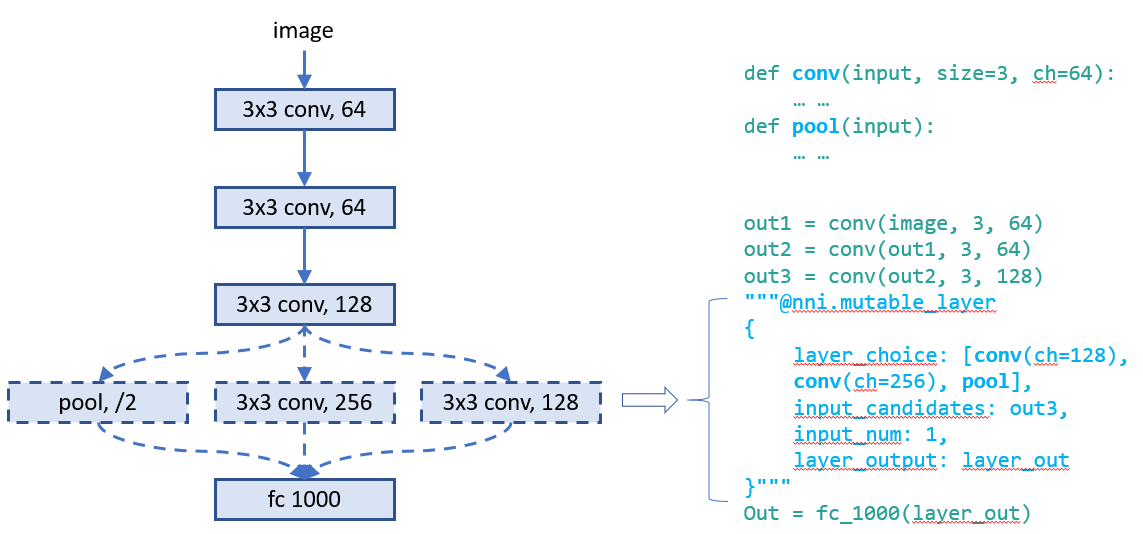 image
3x3 conv, 64
3x3 conv, 64
3x3 conv, 128
pool, /2
3x3 conv, 256
3x3 conv, 128
fc 1000
def conv(input, size=3, ch=64):
… …
def pool(input):
… …
out1 = conv(image, 3, 64)
out2 = conv(out1, 3, 64)
out3 = conv(out2, 3, 128)
"""@nni.mutable_layer
{
layer_choice: [conv(ch=128),
conv(ch=256), pool],
input_candidates: out3,
input_num: 1,
layer_output: layer_out
}"""
Out = fc_1000(layer_out)